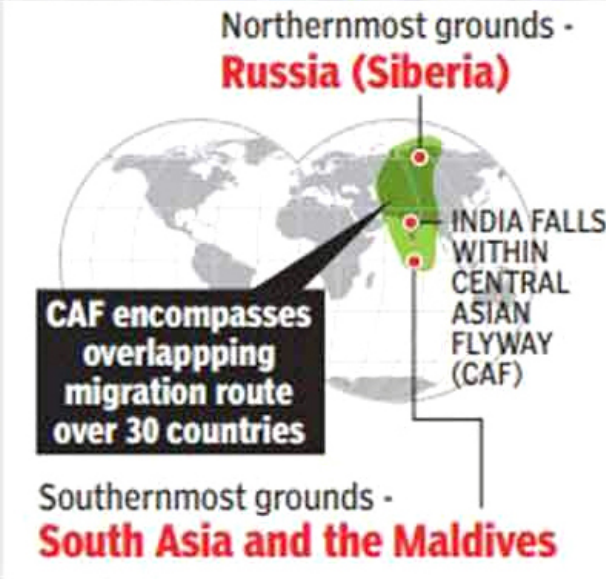 Northernmost grounds -
Russia (Siberia)
INDIA FALLS
WITHIN
CENTRAL
ASIAN
FLYWAY
(CAF)
CAF encompasses
overlappping
migration route
over 30 countries
Southernmost grounds -
South Asia and the Maldives